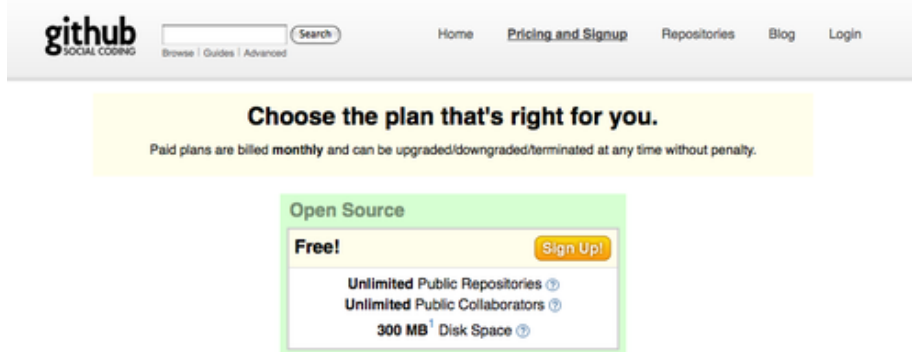 github
SOCIAL CODING
Search
Browse | Guides | Advanced
Home Pricing and Signup Repositories Blog Login
Choose the plan that's right for you.
Paid plans are billed monthly and can be upgraded/downgraded/terminated at any time without penalty.
Open Source
Free! Sign Up!
Unlimited Public Repositories ?
Unlimited Public Collaborators ?
300 MB1 Disk Space ?